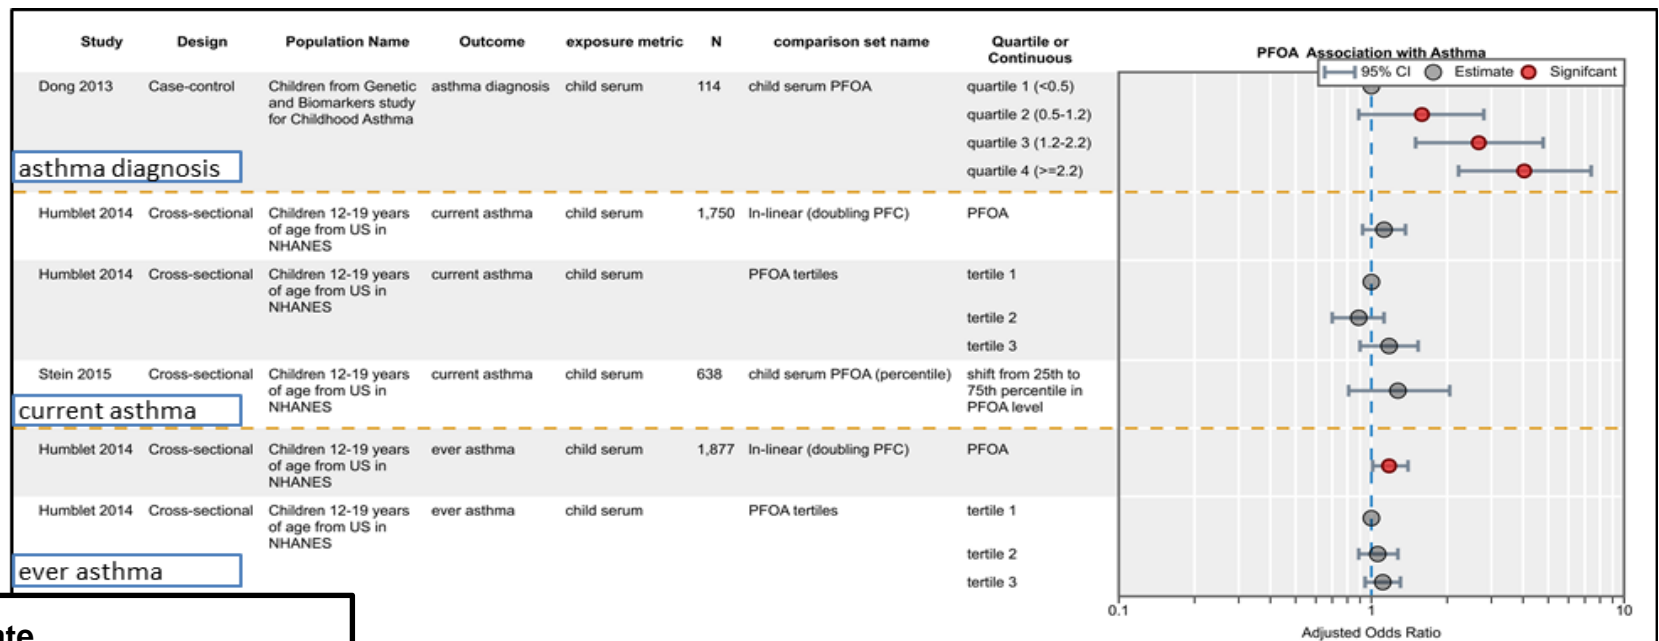 Study Design Population Name Outcome exposure metric N comparison set name Quartile or
Continuous
PFOA Association with Asthma
95% CI Estimate Signifcant
Dong 2013 Case-control Children from Genetic asthma diagnosis child serum 114 child serum PFOA quartile 1 (<0.5)
and Biomarkers study
for Childhood Asthma
quartile 2 (0.5-1.2)
quartile 3 (1.2-2.2)
quartile 4 (>=2.2)
asthma diagnosis
Humblet 2014 Cross-sectional Children 12-19 years current asthma child serum 1,750 ln-linear (doubling PFC) PFOA
of age from US in
NHANES
Humblet 2014 Cross-sectional Children 12-19 years current asthma child serum PFOA tertiles tertile 1
of age from US in
NHANES
tertile 2
tertile 3
Stein 2015 Cross-sectional Children 12-19 years current asthma child serum 638 child serum PFOA (percentile) shift from 25th to
of age from US in 75th percentile in
NHANES PFOA level
current asthma
Humblet 2014 Cross-sectional Children 12-19 years ever asthma child serum 1,877 ln-linear (doubling PFC) PFOA
of age from US in
NHANES
Humblet 2014 Cross-sectional Children 12-19 years ever asthma child serum PFOA tertiles tertile 1
of age from US in
NHANES
tertile 2
ever asthma
tertile 3
0.1 1 10
Adjusted Odds Ratio